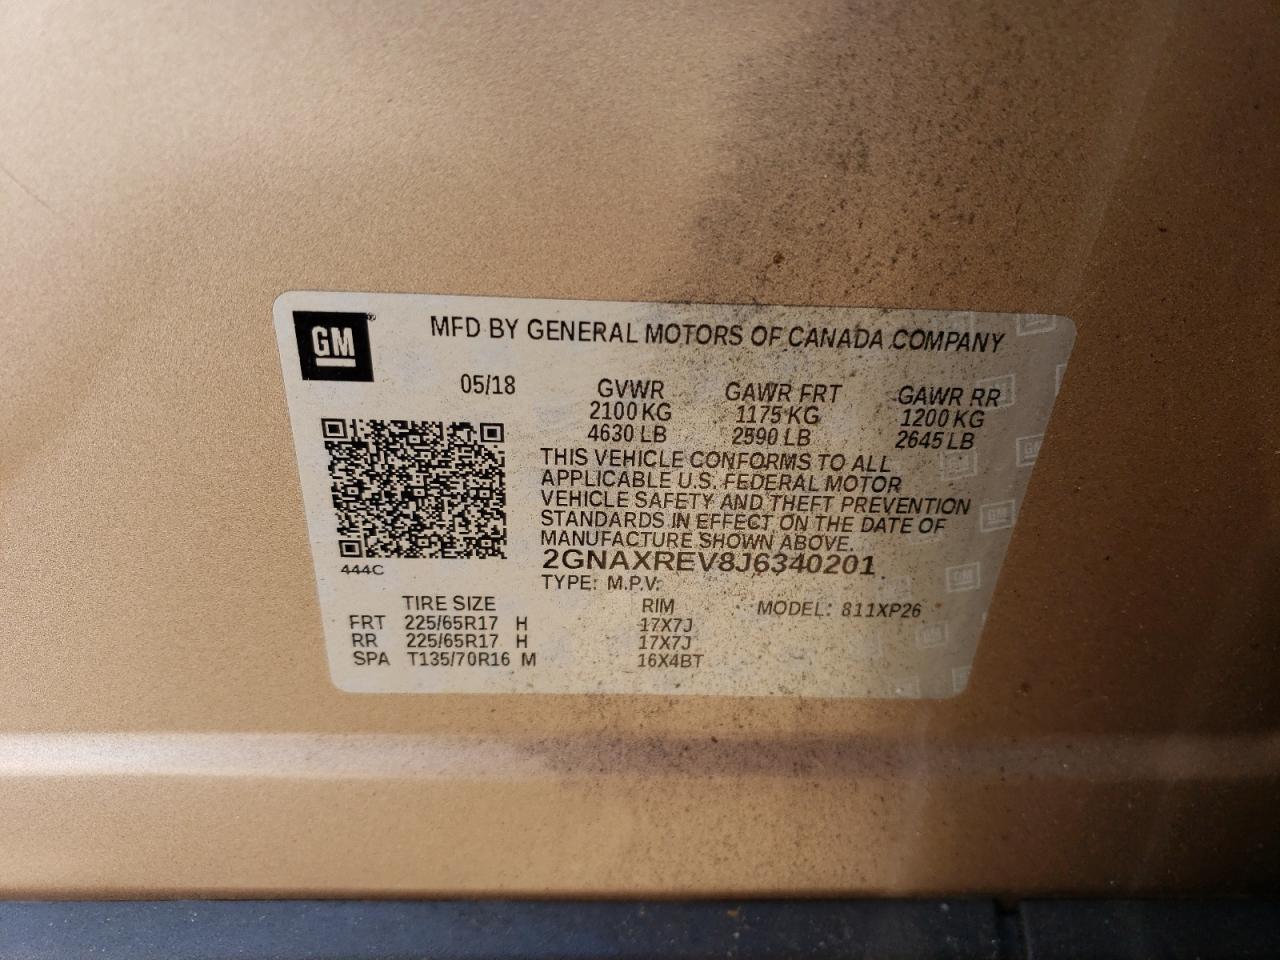 GM ®
MFD BY GENERAL MOTORS OF CANADA COMPANY
05/18 GVWR GAWR FRT GAWR RR
2100 KG 1175 KG 1200 KG
4630 LB 2590 LB 2645 LB
THIS VEHICLE CONFORMS TO ALL
APPLICABLE U.S. FEDERAL MOTOR
VEHICLE SAFETY AND THEFT PREVENTION
STANDARDS IN EFFECT ON THE DATE OF
MANUFACTURE SHOWN ABOVE.
2GNAXREV8J6340201
444C
TYPE: M.P.V.
TIRE SIZE RIM MODEL: 811XP26
FRT 225/65R17 H 17X7J
RR 225/65R17 H 17X7J
SPA T135/70R16 M 16X4BT